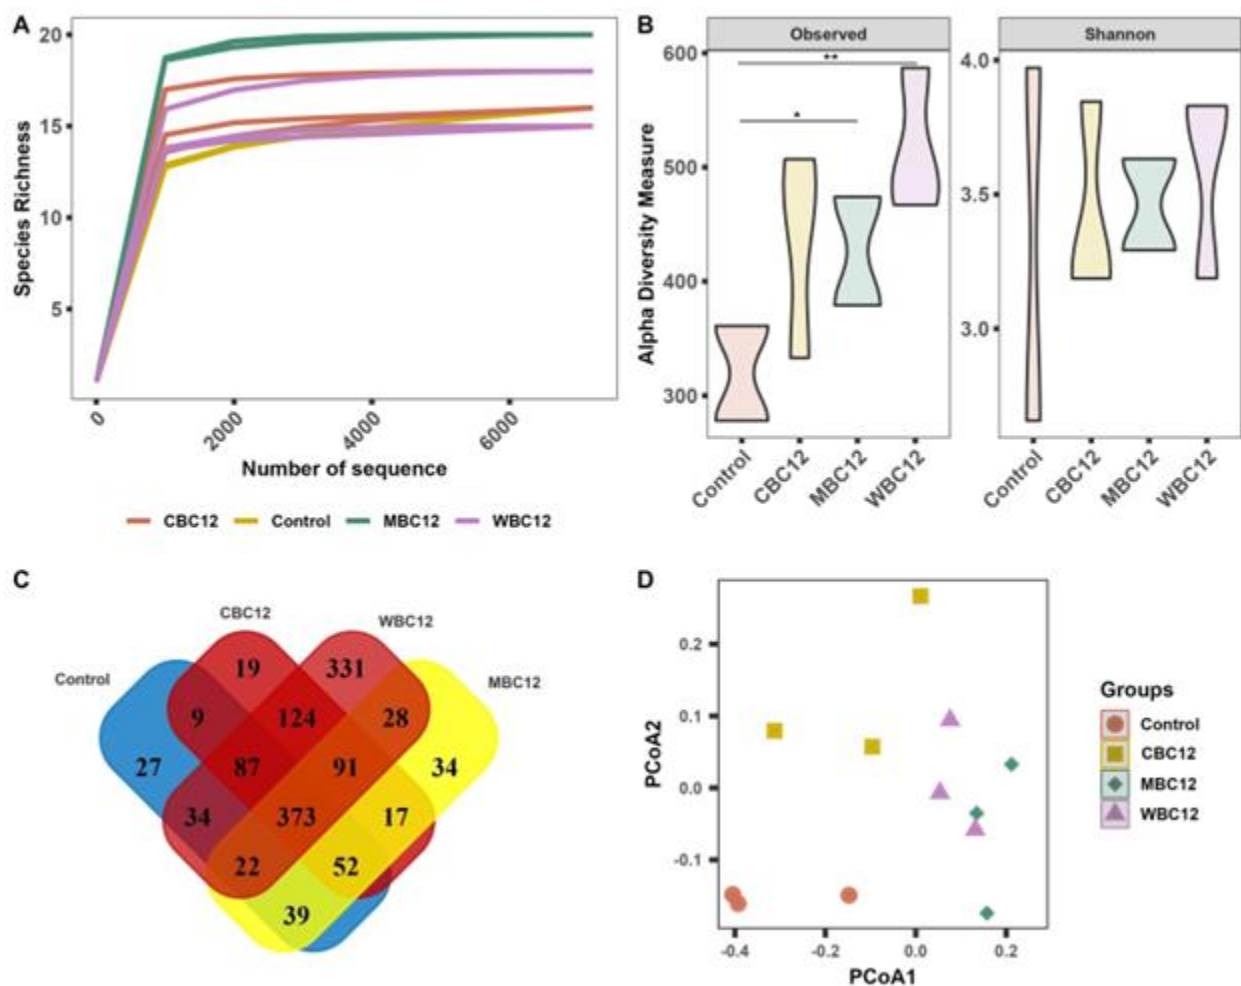 A
20
15
10
5
Species Richness
0
2000
4000
6000
Number of sequence
CBC12
Control
MBC12
WBC12
B
Observed
Shannon
600
500
400
300
4.0
3.5
3.0
Alpha Diversity Measure
**
*
Control
CBC12
MBC12
WBC12
Control
CBC12
MBC12
WBC12
C
CBC12
WBC12
Control
MBC12
19
331
9
124
28
27
87
91
34
34
373
17
22
52
39
D
0.2
0.1
0.0
-0.1
PCoA2
-0.4
-0.2
0.0
0.2
PCoA1
Groups
Control
CBC12
MBC12
WBC12